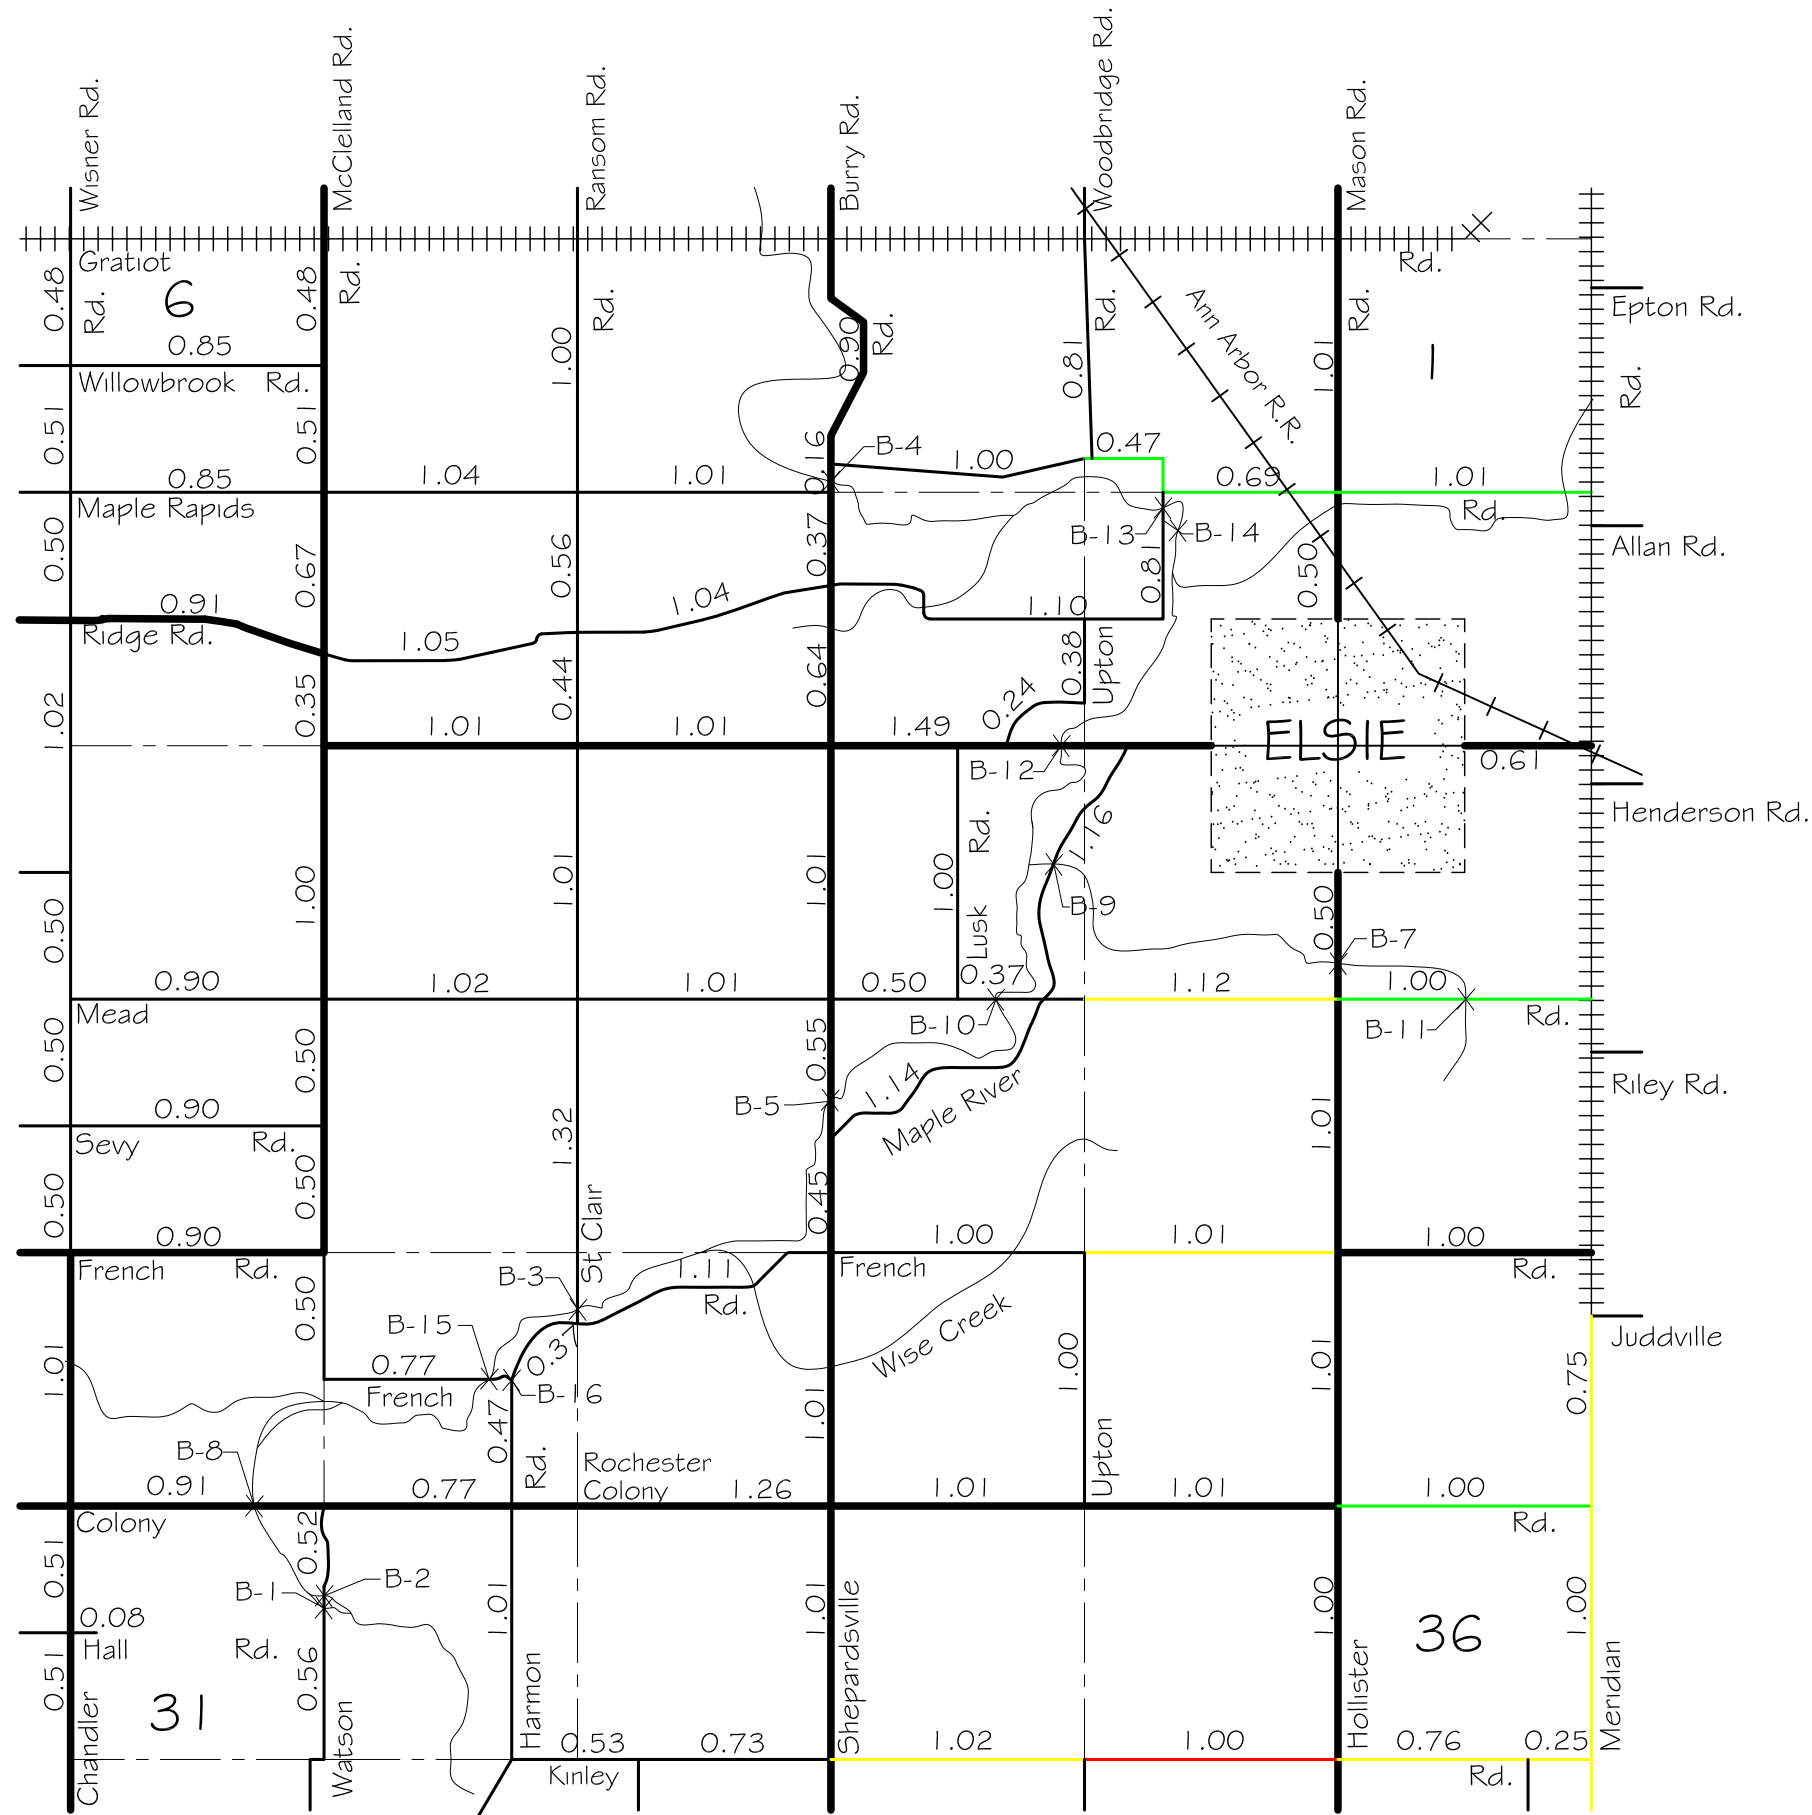 Wisner Rd.
McClelland Rd.
Ransom Rd.
Burry Rd.
Woodbridge Rd.
Mason Rd.
Gratiot
Rd.
0.48
Rd.
6
0.48
Rd.
Rd.
1.00
0.90
Rd.
0.81
Rd.
Ann Arbor R.R.
1.01
Rd.
1
Epton Rd.
Rd.
0.85
Willowbrook Rd.
0.51
0.51
0.16
B-4
1.00
0.47
0.85
1.04
1.01
0.69
1.01
Maple Rapids
Rd.
0.50
0.67
0.56
0.37
B-13
B-14
0.81
0.50
Allan Rd.
0.91
Ridge Rd.
1.05
1.04
1.10
0.38
Upton
1.02
0.35
0.44
0.64
0.24
1.01
1.01
1.49
B-12
ELSIE
0.61
Henderson Rd.
Rd.
1.16
1.00
1.01
1.01
1.00
Lusk
B-9
0.50
0.50
B-7
0.90
1.02
1.01
0.50
0.37
1.12
1.00
Mead
B-10
B-11
Rd.
0.50
0.50
0.55
Riley Rd.
0.90
B-5
1.14
Maple River
1.32
1.01
Sevy
Rd.
0.50
0.50
0.45
St Clair
0.90
1.00
1.01
1.00
French
Rd.
B-3
1.11
Rd.
French
Rd.
0.50
B-15
Wise Creek
Juddville
1.01
0.77
0.37
French
B-16
1.01
1.00
1.01
0.75
0.47
Rd.
B-8
Rochester
Colony
Upton
0.91
0.77
1.26
1.01
1.01
1.00
Colony
Rd.
0.51
0.52
B-1
B-2
1.01
1.01
1.00
1.00
0.08
Hall
Rd.
36
0.51
0.56
31
Chandler
Watson
Harmon
Shepardsville
Hollister
Meridian
0.53
0.73
1.02
1.00
0.76
0.25
Kinley
Rd.